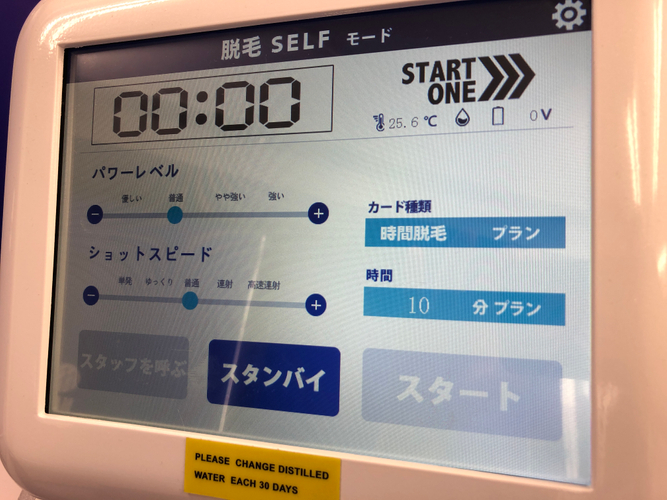 脱毛 SELF モード
00:00
START
ONE
25.6 ℃ 0V
パワーレベル
優しい 普通 やや強い 強い
− +
カード種類
時間脱毛 プラン
ショットスピード
単発 ゆっくり 普通 連射 高速連射
− +
時間
10 分 プラン
スタッフを呼ぶ
スタンバイ
スタート
PLEASE CHANGE DISTILLED
WATER EACH 30 DAYS